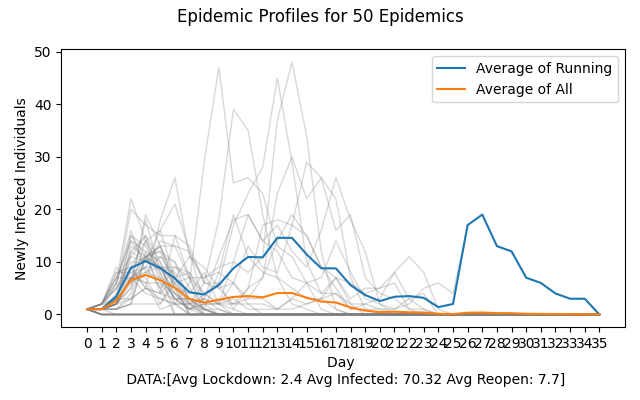 Epidemic Profiles for 50 Epidemics
Average of Running
Average of All
Newly Infected Individuals
50
40
30
20
10
0
0 1 2 3 4 5 6 7 8 9 10 11 12 13 14 15 16 17 18 19 20 21 22 23 24 25 26 27 28 29 30 31 32 33 34 35
Day
DATA:[Avg Lockdown: 2.4 Avg Infected: 70.32 Avg Reopen: 7.7]